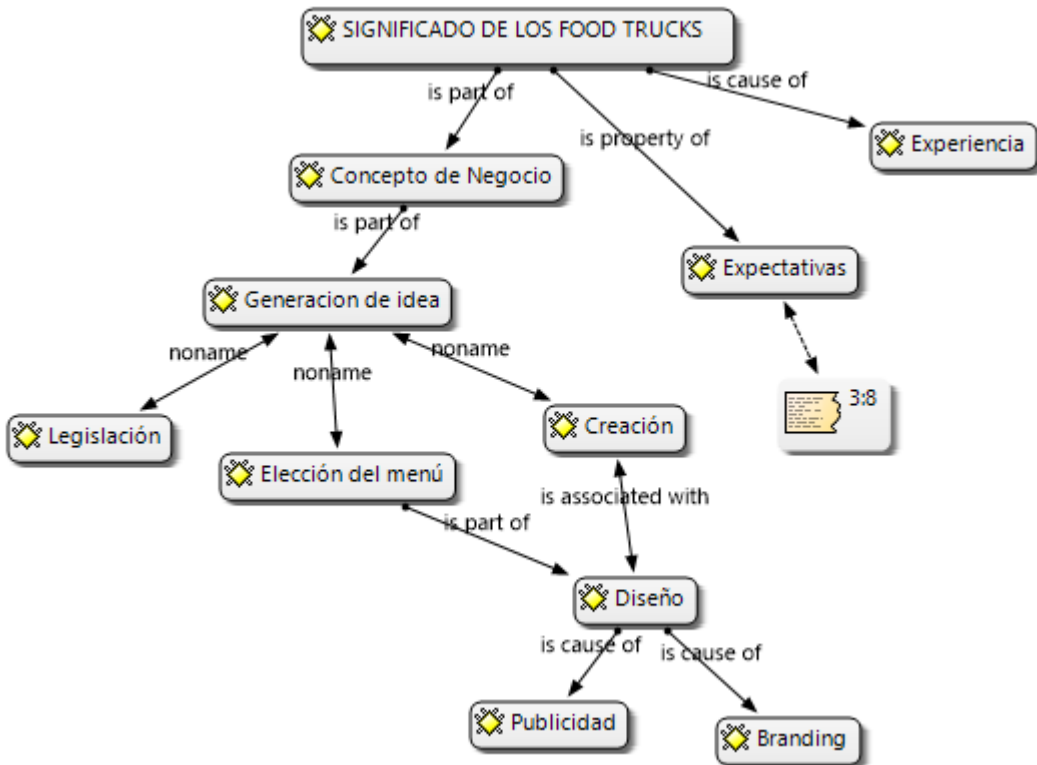 SIGNIFICADO DE LOS FOOD TRUCKS
is cause of
is part of
is property of
Experiencia
Concepto de Negocio
is part of
Expectativas
Generacion de idea
noname
noname
noname
3:8
Legislación
Creación
Elección del menú
is associated with
is part of
Diseño
is cause of
is cause of
Publicidad
Branding